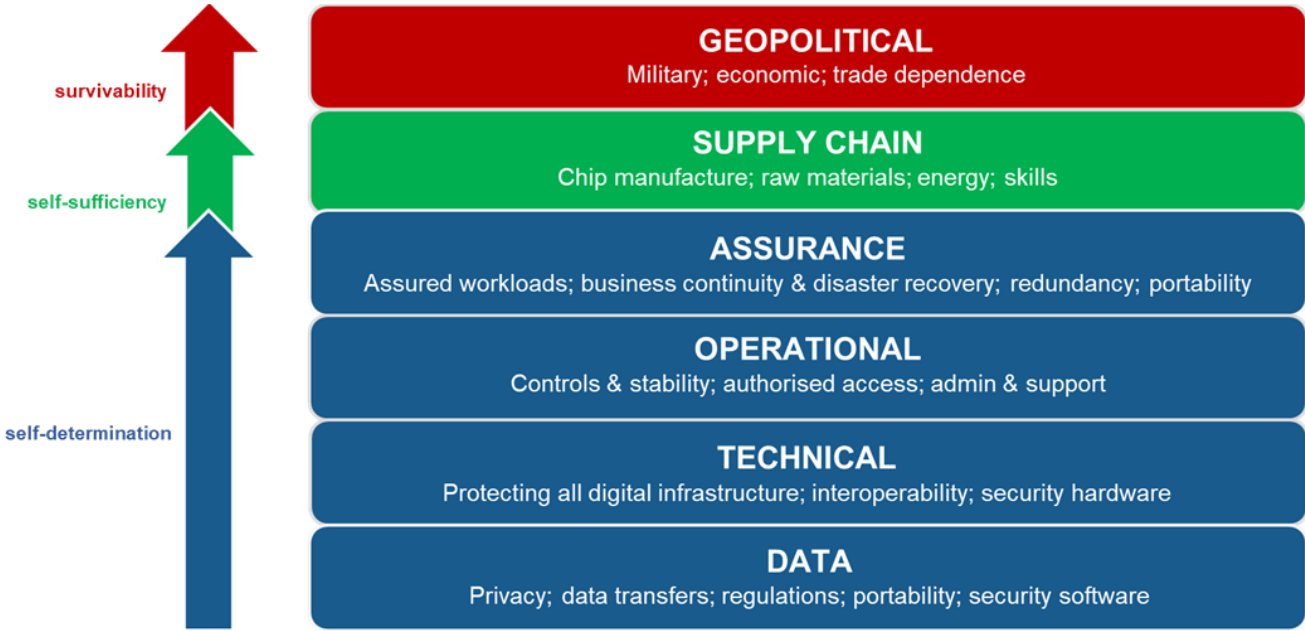 GEOPOLITICAL
Military; economic; trade dependence
survivability
SUPPLY CHAIN
Chip manufacture; raw materials; energy; skills
self-sufficiency
ASSURANCE
Assured workloads; business continuity & disaster recovery; redundancy; portability
OPERATIONAL
Controls & stability; authorised access; admin & support
self-determination
TECHNICAL
Protecting all digital infrastructure; interoperability; security hardware
DATA
Privacy; data transfers; regulations; portability; security software